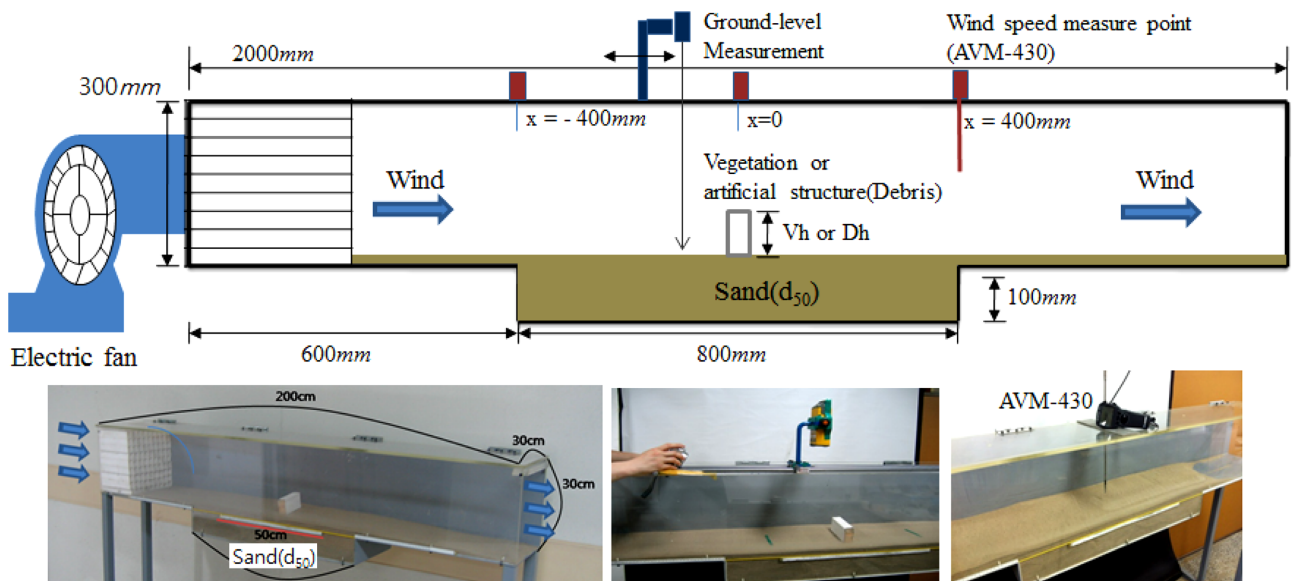 Ground-level
Measurement
Wind speed measure point
(AVM-430)
2000mm
300mm
x = - 400mm
x=0
x = 400mm
Vegetation or
artificial structure(Debris)
Wind
Wind
Vh or Dh
Sand(d50)
100mm
Electric fan
600mm
800mm
200cm
30cm
30cm
50cm
Sand(d50)
AVM-430